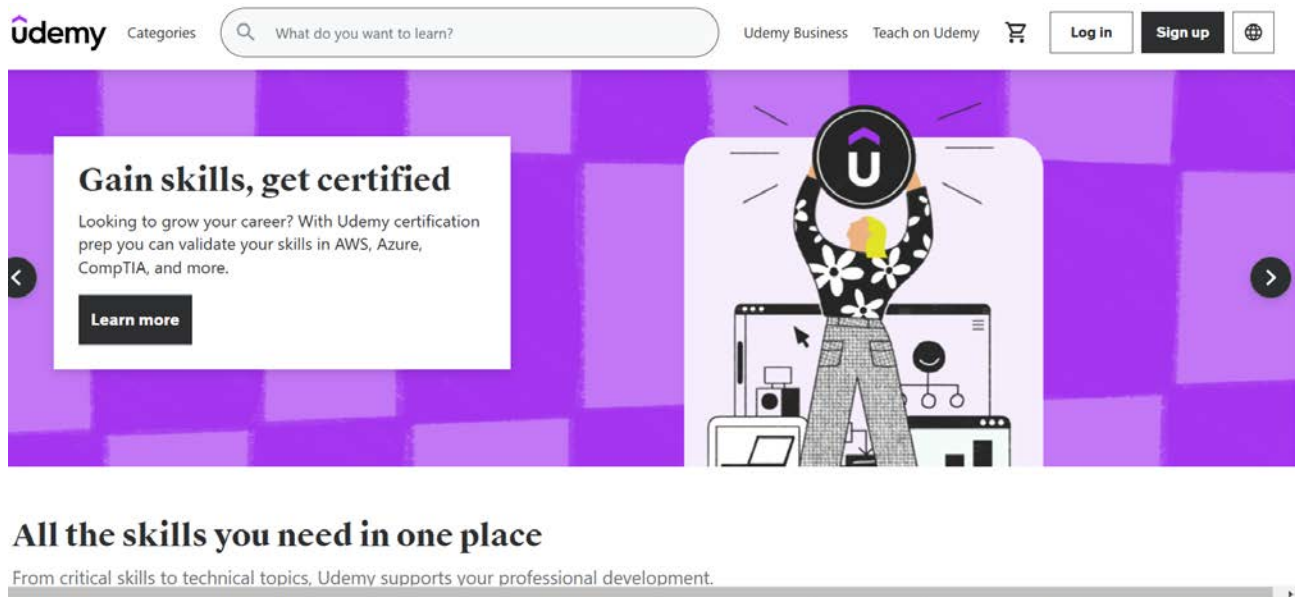 ûdemy
Categories
What do you want to learn?
Udemy Business
Teach on Udemy
Log in
Sign up
Gain skills, get certified
Looking to grow your career? With Udemy certification
prep you can validate your skills in AWS, Azure,
CompTIA, and more.
Learn more
All the skills you need in one place
From critical skills to technical topics, Udemy supports your professional development.